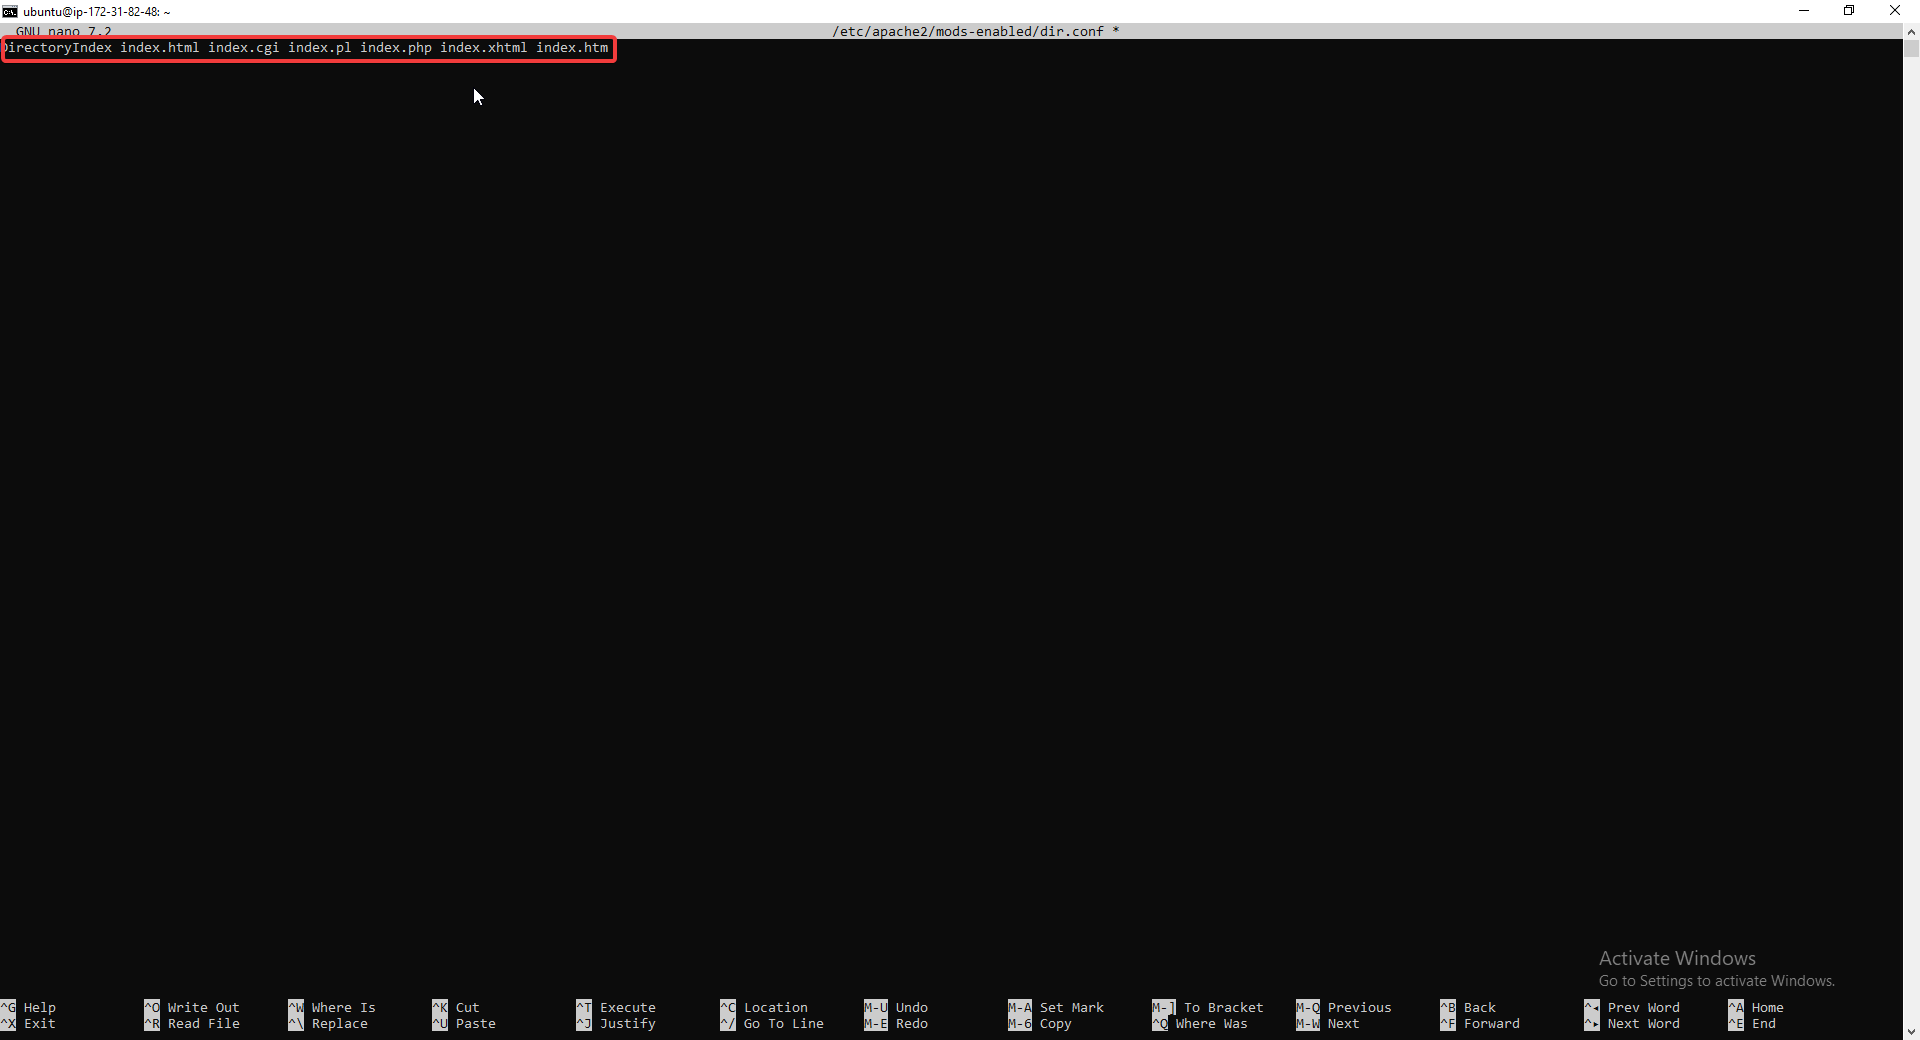 ubuntu@ip-172-31-82-48: ~
GNU nano 7.2 /etc/apache2/mods-enabled/dir.conf *
DirectoryIndex index.html index.cgi index.pl index.php index.xhtml index.htm
Activate Windows
Go to Settings to activate Windows.
^G Help ^O Write Out ^W Where Is ^K Cut ^T Execute ^C Location M-U Undo M-A Set Mark M-] To Bracket M-Q Previous ^B Back ^◂ Prev Word ^A Home
^X Exit ^R Read File ^\ Replace ^U Paste ^J Justify ^/ Go To Line M-E Redo M-6 Copy ^Q Where Was M-W Next ^F Forward ^▸ Next Word ^E End